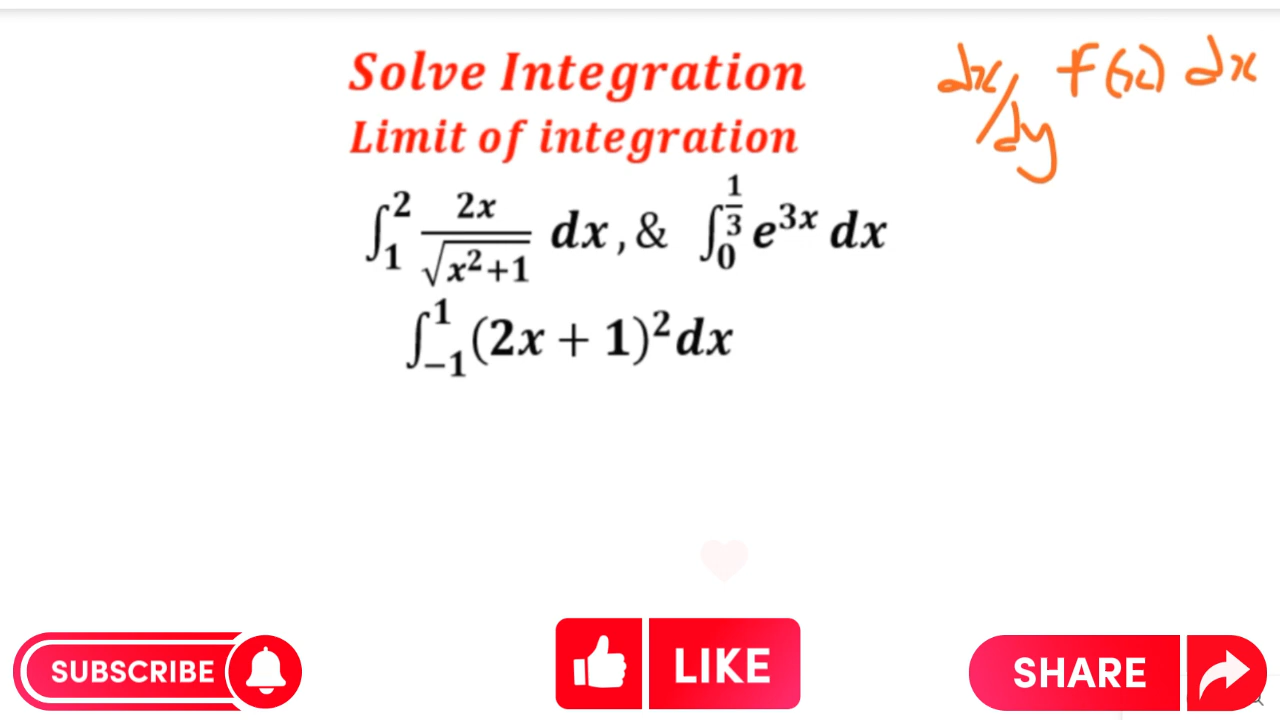 Solve Integration
dx/dy f(x) dx
Limit of integration
∫₁² 2x/√(x²+1) dx, & ∫₀^(1/3) e^(3x) dx
∫₋₁¹ (2x + 1)² dx
SUBSCRIBE
LIKE
SHARE